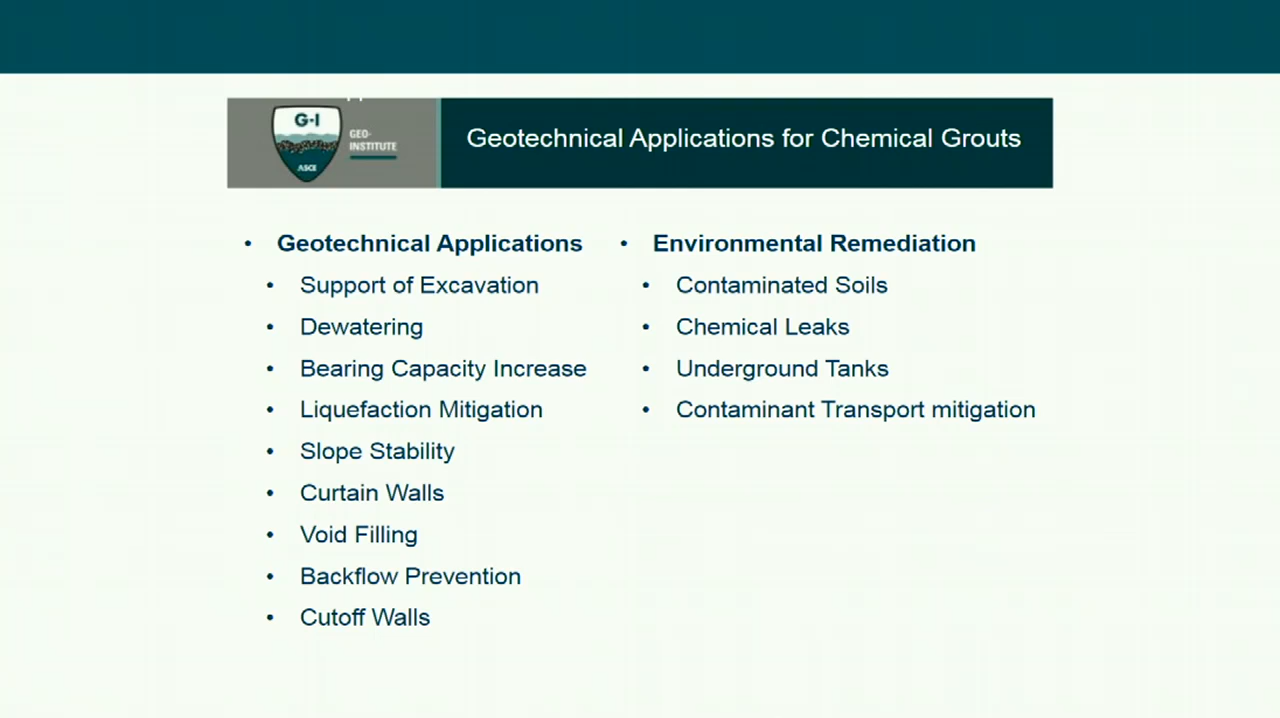 G-I
GEO-
INSTITUTE
ASCE
Geotechnical Applications for Chemical Grouts
• Geotechnical Applications
• Support of Excavation
• Dewatering
• Bearing Capacity Increase
• Liquefaction Mitigation
• Slope Stability
• Curtain Walls
• Void Filling
• Backflow Prevention
• Cutoff Walls
• Environmental Remediation
• Contaminated Soils
• Chemical Leaks
• Underground Tanks
• Contaminant Transport mitigation